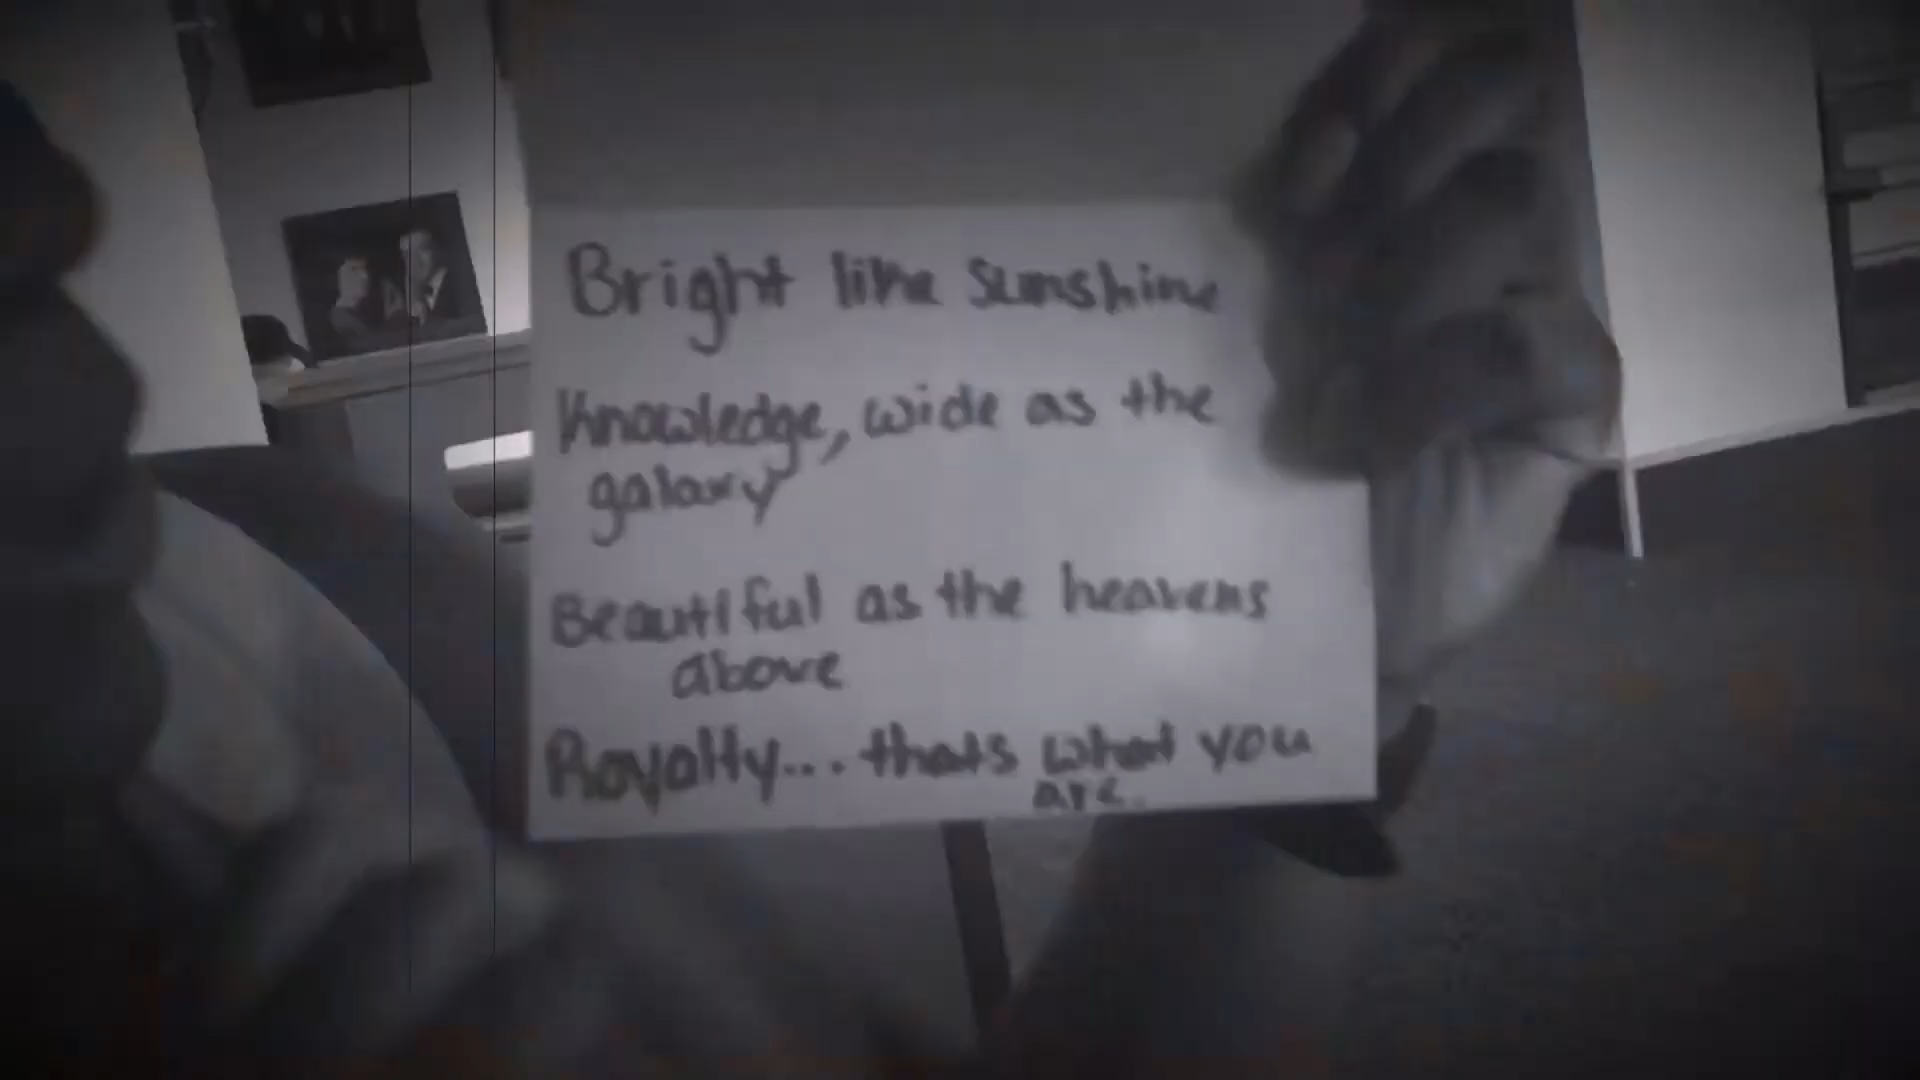 Bright like sunshine
Knowledge, wide as the
galaxy
Beautiful as the heavens
above
Royalty... thats what you
are.